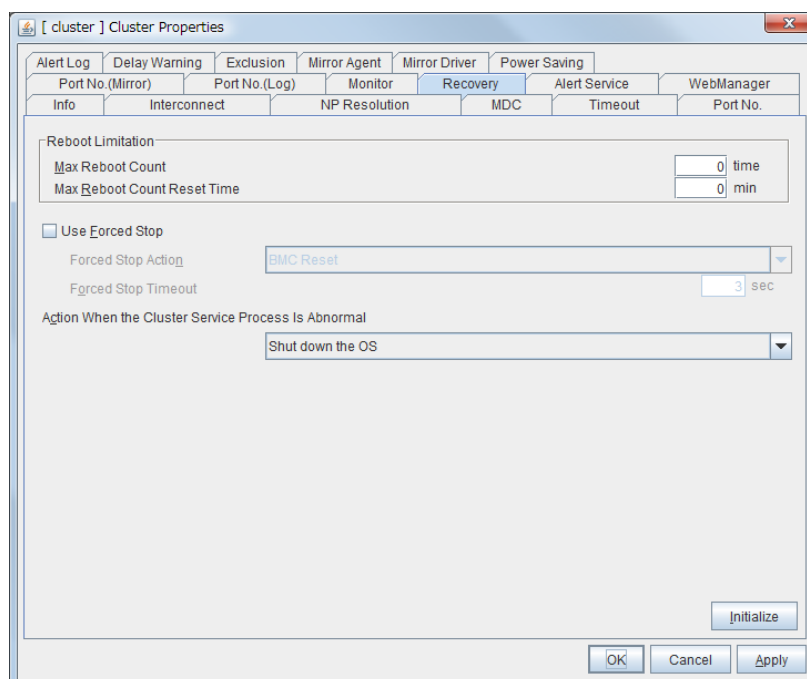 [ cluster ] Cluster Properties
Alert Log Delay Warning Exclusion Mirror Agent Mirror Driver Power Saving
Port No.(Mirror) Port No.(Log) Monitor Recovery Alert Service WebManager
Info Interconnect NP Resolution MDC Timeout Port No.
Reboot Limitation
Max Reboot Count 0 time
Max Reboot Count Reset Time 0 min
Use Forced Stop
Forced Stop Action BMC Reset
Forced Stop Timeout 3 sec
Action When the Cluster Service Process Is Abnormal
Shut down the OS
Initialize
OK Cancel Apply